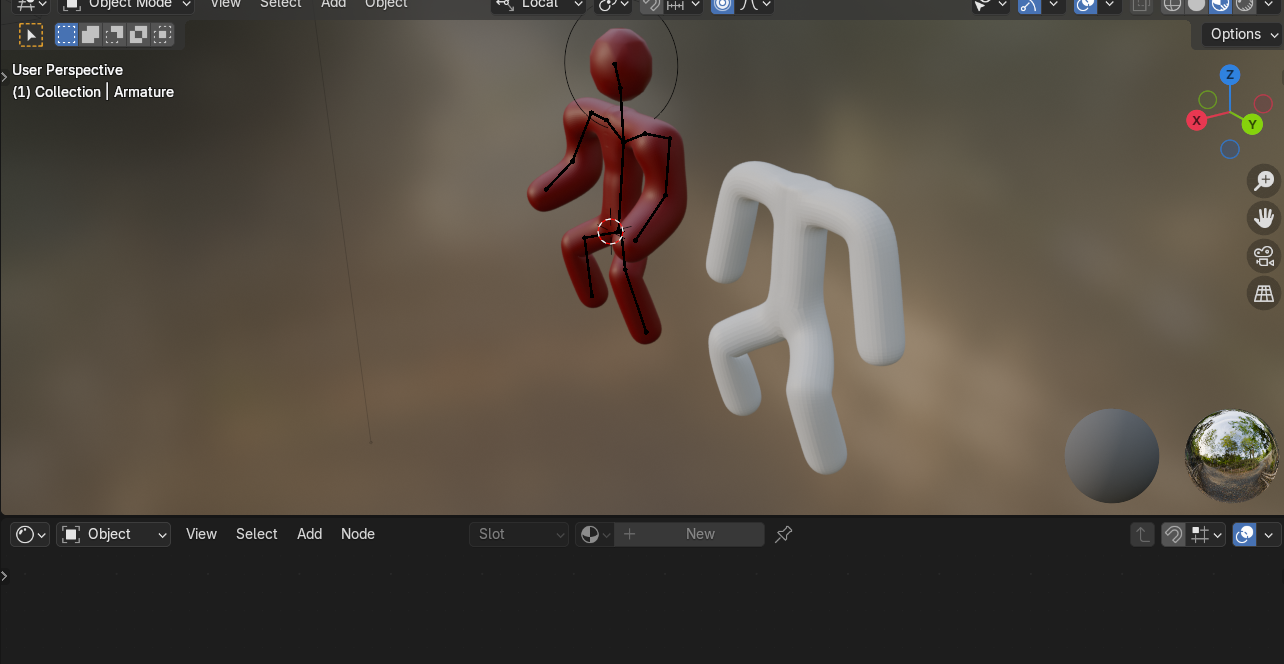 Object Mode View Select Add Object Local
Options
User Perspective
(1) Collection | Armature
Z
X
Y
Object View Select Add Node Slot New